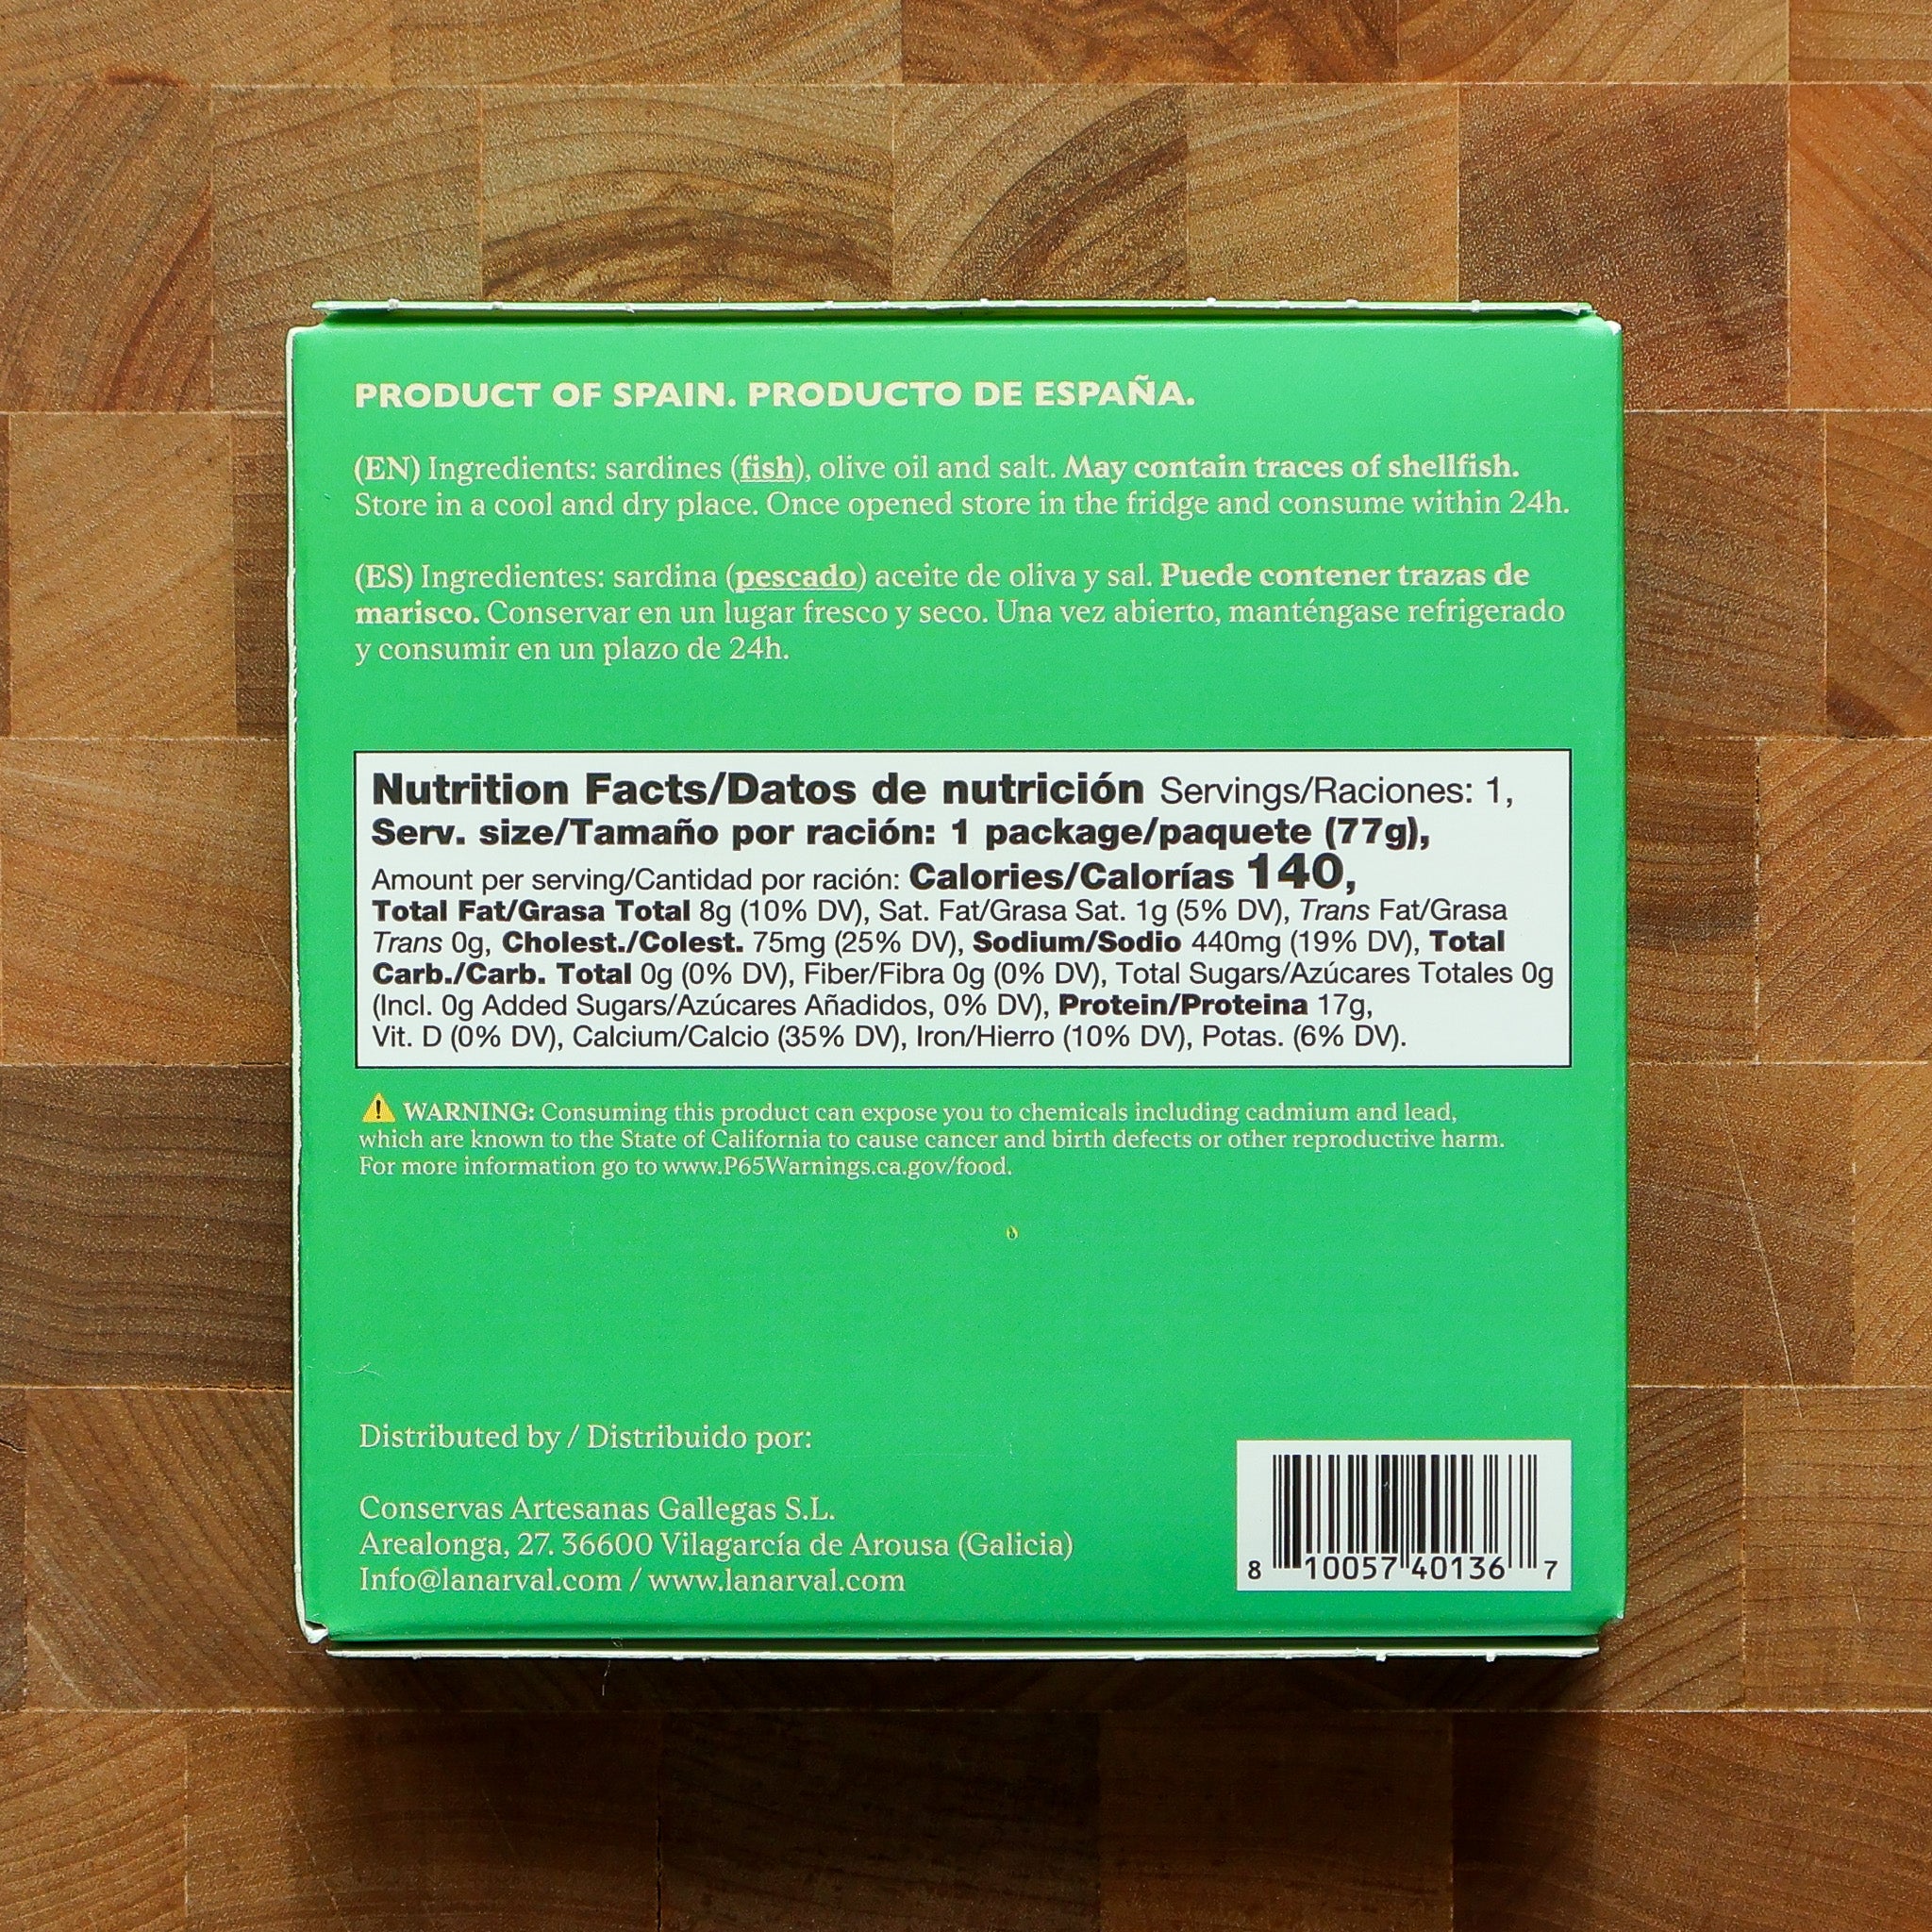 PRODUCT OF SPAIN. PRODUCTO DE ESPAÑA.
(EN) Ingredients: sardines (fish), olive oil and salt. May contain traces of shellfish.
Store in a cool and dry place. Once opened store in the fridge and consume within 24h.
(ES) Ingredientes: sardina (pescado) aceite de oliva y sal. Puede contener trazas de
marisco. Conservar en un lugar fresco y seco. Una vez abierto, manténgase refrigerado
y consumir en un plazo de 24h.
Nutrition Facts/Datos de nutrición Servings/Raciones: 1,
Serv. size/Tamaño por ración: 1 package/paquete (77g),
Amount per serving/Cantidad por ración: Calories/Calorías 140,
Total Fat/Grasa Total 8g (10% DV), Sat. Fat/Grasa Sat. 1g (5% DV), Trans Fat/Grasa
Trans 0g, Cholest./Colest. 75mg (25% DV), Sodium/Sodio 440mg (19% DV), Total
Carb./Carb. Total 0g (0% DV), Fiber/Fibra 0g (0% DV), Total Sugars/Azúcares Totales 0g
(Incl. 0g Added Sugars/Azúcares Añadidos, 0% DV), Protein/Proteina 17g,
Vit. D (0% DV), Calcium/Calcio (35% DV), Iron/Hierro (10% DV), Potas. (6% DV).
⚠ WARNING: Consuming this product can expose you to chemicals including cadmium and lead,
which are known to the State of California to cause cancer and birth defects or other reproductive harm.
For more information go to www.P65Warnings.ca.gov/food.
Distributed by / Distribuido por:
Conservas Artesanas Gallegas S.L.
Arealonga, 27. 36600 Vilagarcía de Arousa (Galicia)
Info@lanarval.com / www.lanarval.com
8 10057 40136 7